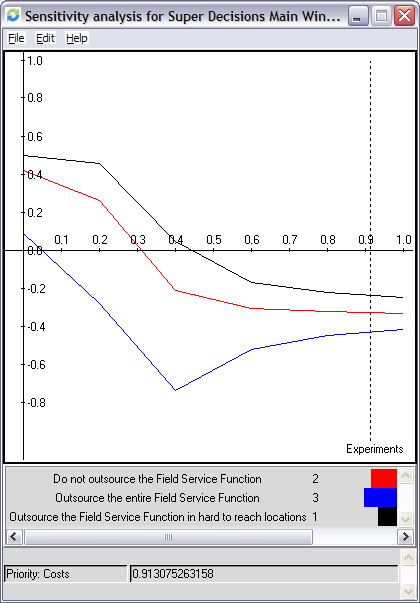 Sensitivity analysis for Super Decisions Main Win...
File Edit Help
1.0
0.8
0.6
0.4
0.2
0.0 0.1 0.2 0.3 0.4 0.5 0.6 0.7 0.8 0.9 1.0
-0.2
-0.4
-0.6
-0.8
Experiments
Do not outsource the Field Service Function 2
Outsource the entire Field Service Function 3
Outsource the Field Service Function in hard to reach locations 1
Priority: Costs 0.913075263158